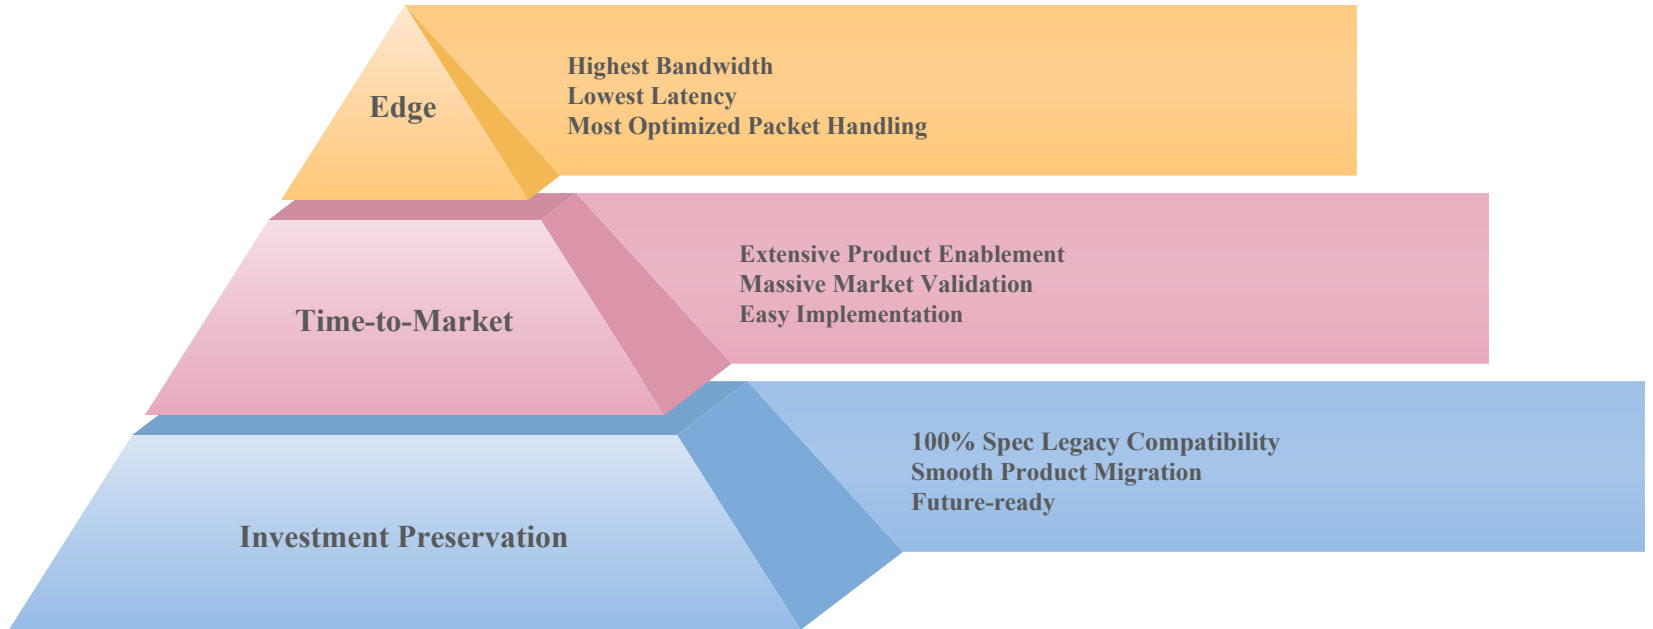 Edge
Highest Bandwidth
Lowest Latency
Most Optimized Packet Handling
Time-to-Market
Extensive Product Enablement
Massive Market Validation
Easy Implementation
Investment Preservation
100% Spec Legacy Compatibility
Smooth Product Migration
Future-ready